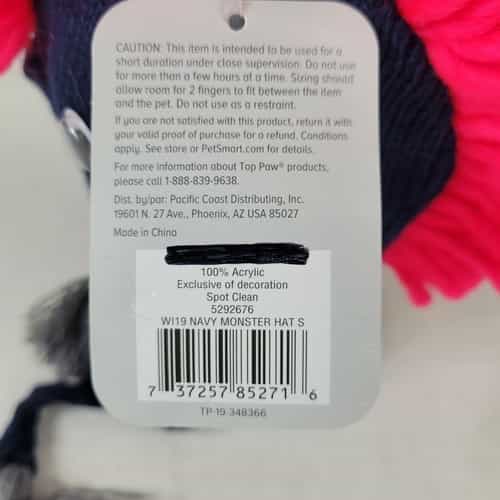 CAUTION: This item is intended to be used for a
short duration under close supervision. Do not use
for more than a few hours at a time. Sizing should
allow room for 2 fingers to fit between the item
and the pet. Do not use as a restraint.
If you are not satisfied with this product, return it with
your valid proof of purchase for a refund. Conditions
apply. See store or PetSmart.com for details.
For more information about Top Paw® products,
please call 1-888-839-9638.
Dist. by/par: Pacific Coast Distributing, Inc.
19601 N. 27 Ave., Phoenix, AZ USA 85027
Made in China
100% Acrylic
Exclusive of decoration
Spot Clean
5292676
WI19 NAVY MONSTER HAT S
7 37257 85271 6
TP-19-348366